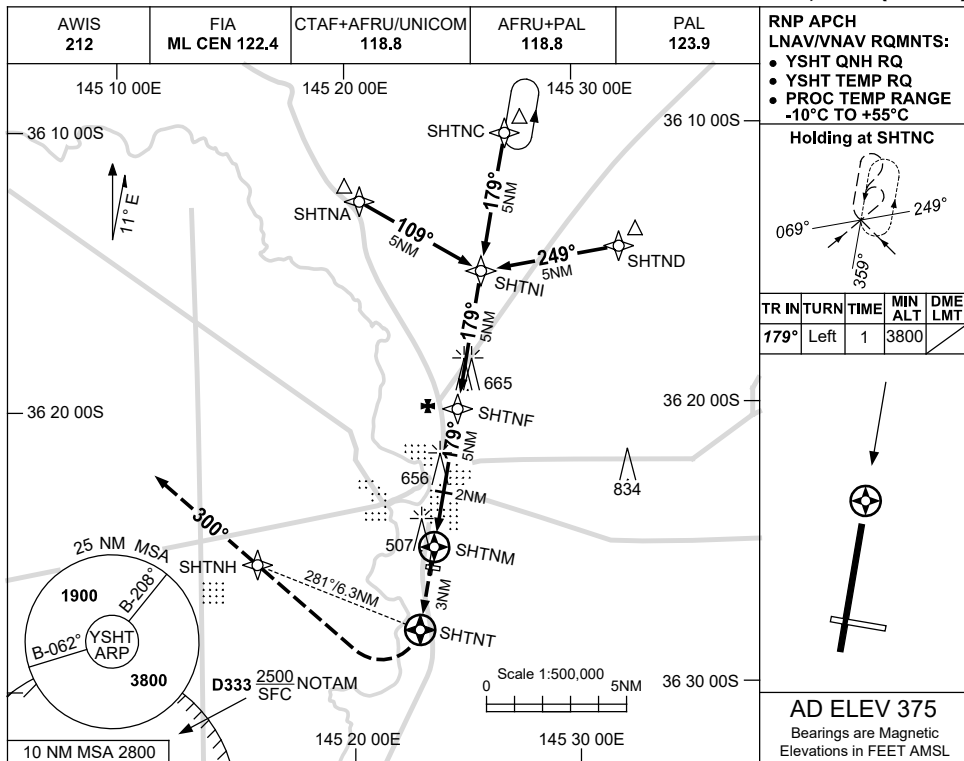 AWIS
212
FIA
ML CEN 122.4
CTAF+AFRU/UNICOM
118.8
AFRU+PAL
118.8
PAL
123.9
RNP APCH
LNAV/VNAV RQMNTS:
• YSHT QNH RQ
• YSHT TEMP RQ
• PROC TEMP RANGE
-10°C TO +55°C
145 10 00E
145 20 00E
145 30 00E
36 10 00S
36 10 00S
SHTNC
Holding at SHTNC
249°
069°
359°
11° E
SHTNA
179°
5NM
109°
5NM
249°
5NM
SHTND
SHTNI
TR IN
TURN
TIME
MIN
ALT
DME
LMT
179°
Left
1
3800
179°
5NM
665
36 20 00S
36 20 00S
SHTNF
179°
5NM
656
2NM
834
507
SHTNM
300°
SHTNH
281°/6.3NM
3NM
SHTNT
25 NM MSA
1900
B-208°
B-062°
YSHT
ARP
3800
D333 2500
SFC
NOTAM
Scale 1:500,000
0
5NM
36 30 00S
145 20 00E
145 30 00E
10 NM MSA 2800
AD ELEV 375
Bearings are Magnetic
Elevations in FEET AMSL